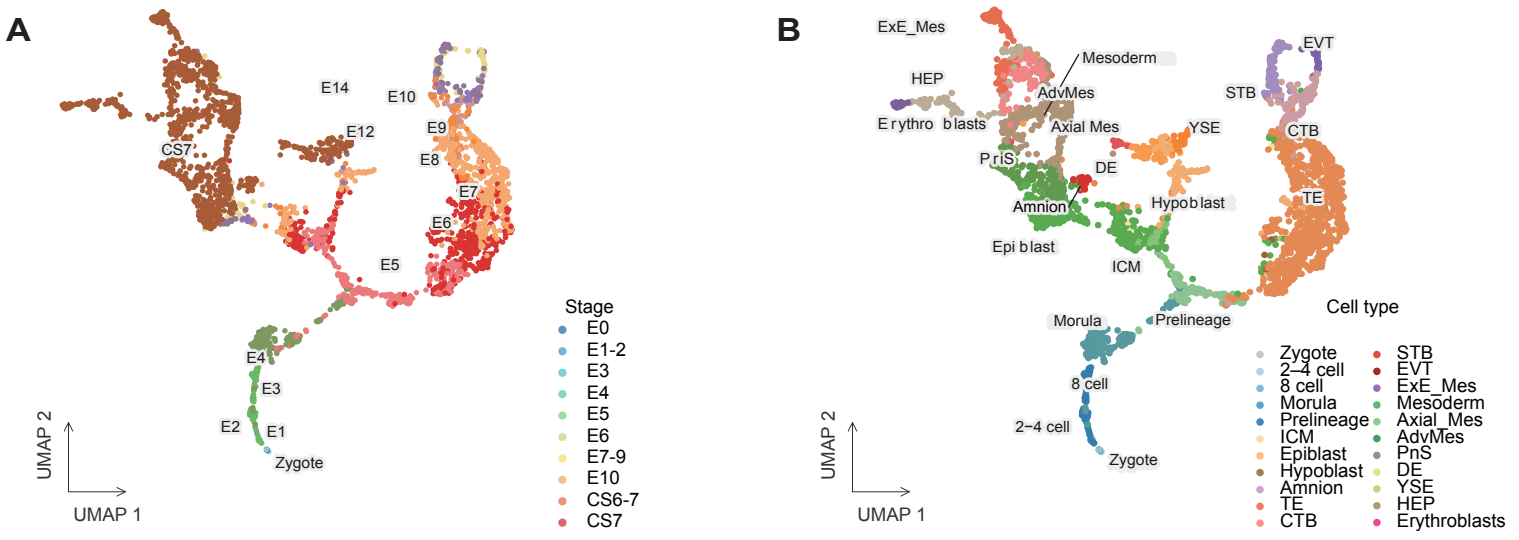 A
E14
E10
E12
E9
CS7
E8
E7
E6
E5
E4
E3
E2
E1
Zygote
UMAP 2
UMAP 1
Stage
E0
E1-2
E3
E4
E5
E6
E7-9
E10
CS6-7
CS7
B
ExE_Mes
EVT
Mesoderm
HEP
AdvMes
STB
Erythro blasts
Axial Mes
YSE
CTB
PriS
DE
TE
Amnion
Hypoblast
Epi blast
ICM
Morula
Prelineage
8 cell
2–4 cell
Zygote
UMAP 2
UMAP 1
Cell type
Zygote
2–4 cell
8 cell
Morula
Prelineage
ICM
Epiblast
Hypoblast
Amnion
TE
CTB
STB
EVT
ExE_Mes
Mesoderm
Axial_Mes
AdvMes
PnS
DE
YSE
HEP
Erythroblasts